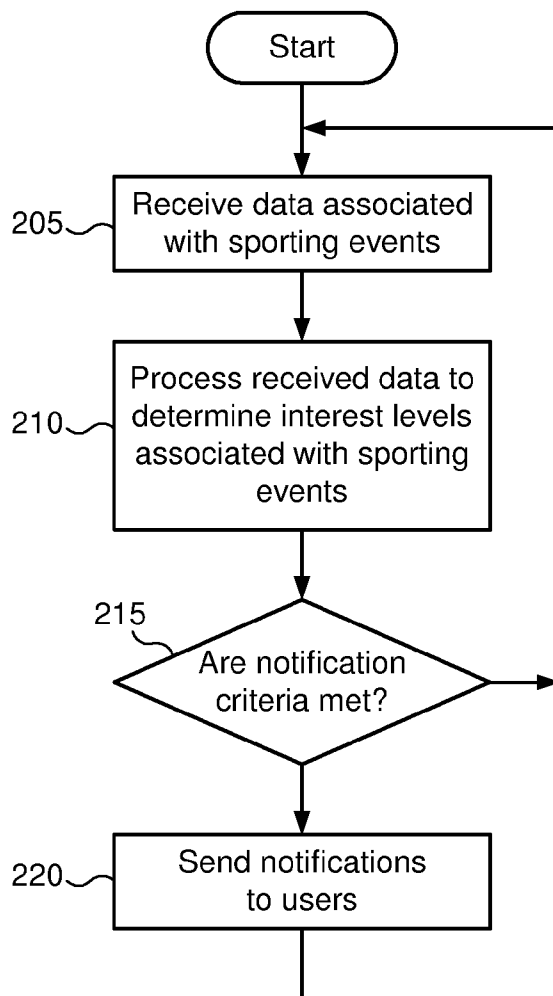 Start
205
Receive data associated
with sporting events
210
Process received data to
determine interest levels
associated with sporting
events
215
Are notification
criteria met?
220
Send notifications
to users